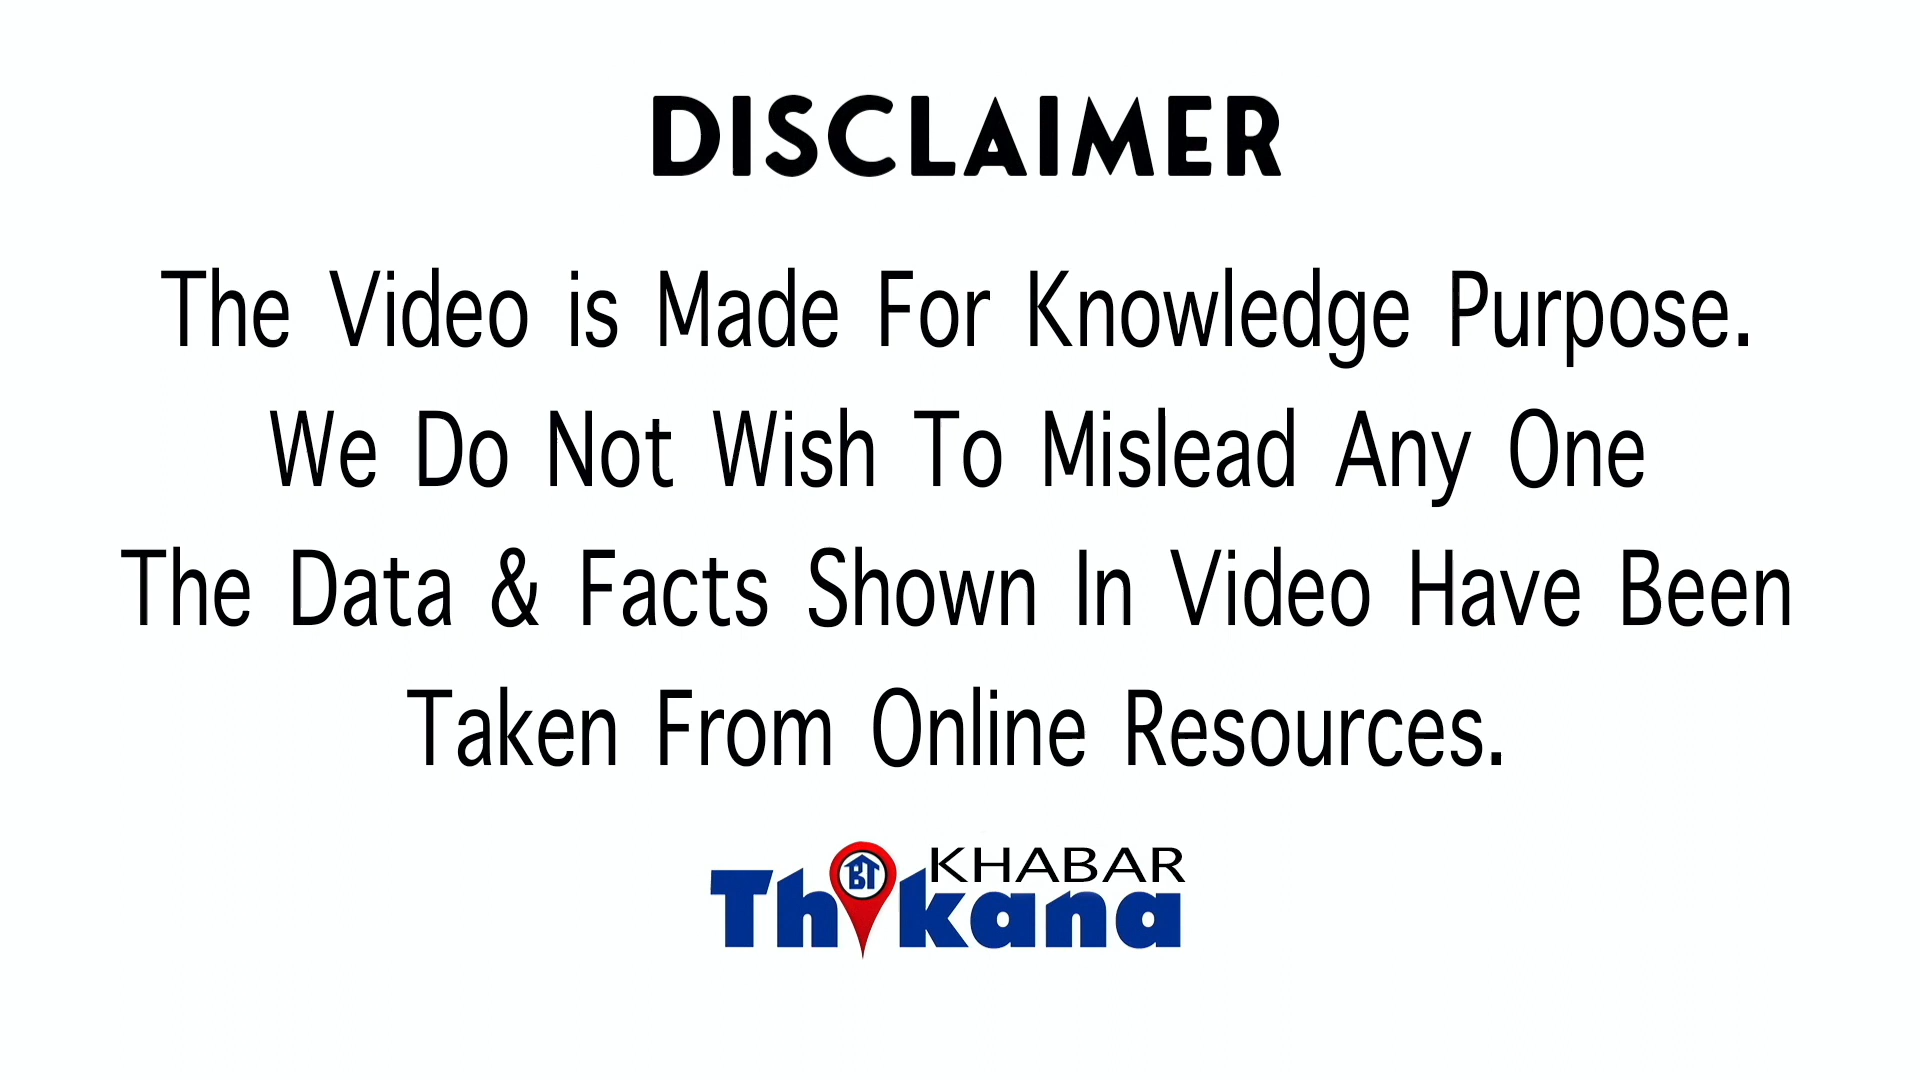 DISCLAIMER
The Video is Made For Knowledge Purpose.
We Do Not Wish To Mislead Any One
The Data & Facts Shown In Video Have Been
Taken From Online Resources.
KHABAR
BT
Thikana